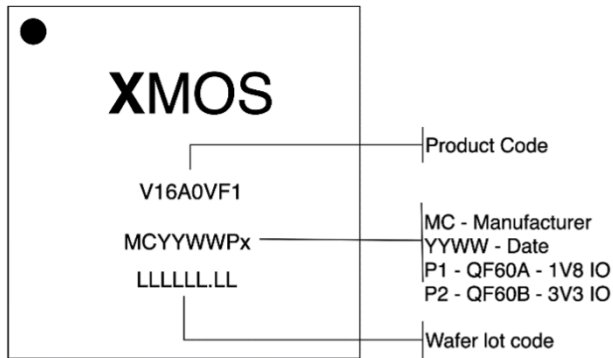 XMOS
Product Code
V16A0VF1
MCYYWWPx
MC - Manufacturer
YYWW - Date
P1 - QF60A - 1V8 IO
P2 - QF60B - 3V3 IO
LLLLLL.LL
Wafer lot code